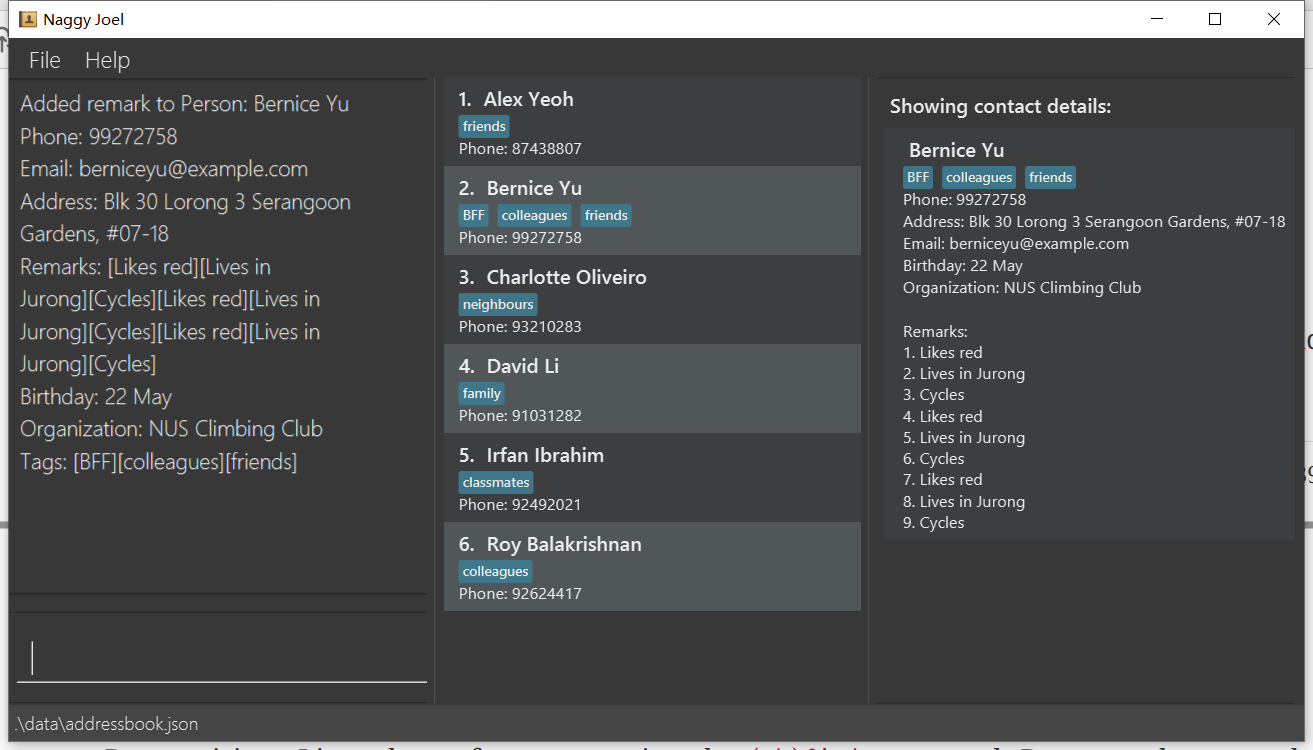 Naggy Joel
File Help
Added remark to Person: Bernice Yu
Phone: 99272758
Email: berniceyu@example.com
Address: Blk 30 Lorong 3 Serangoon
Gardens, #07-18
Remarks: [Likes red][Lives in
Jurong][Cycles][Likes red][Lives in
Jurong][Cycles][Likes red][Lives in
Jurong][Cycles]
Birthday: 22 May
Organization: NUS Climbing Club
Tags: [BFF][colleagues][friends]
.\data\addressbook.json
1. Alex Yeoh
friends
Phone: 87438807
2. Bernice Yu
BFF colleagues friends
Phone: 99272758
3. Charlotte Oliveiro
neighbours
Phone: 93210283
4. David Li
family
Phone: 91031282
5. Irfan Ibrahim
classmates
Phone: 92492021
6. Roy Balakrishnan
colleagues
Phone: 92624417
Showing contact details:
Bernice Yu
BFF colleagues friends
Phone: 99272758
Address: Blk 30 Lorong 3 Serangoon Gardens, #07-18
Email: berniceyu@example.com
Birthday: 22 May
Organization: NUS Climbing Club
Remarks:
1. Likes red
2. Lives in Jurong
3. Cycles
4. Likes red
5. Lives in Jurong
6. Cycles
7. Likes red
8. Lives in Jurong
9. Cycles